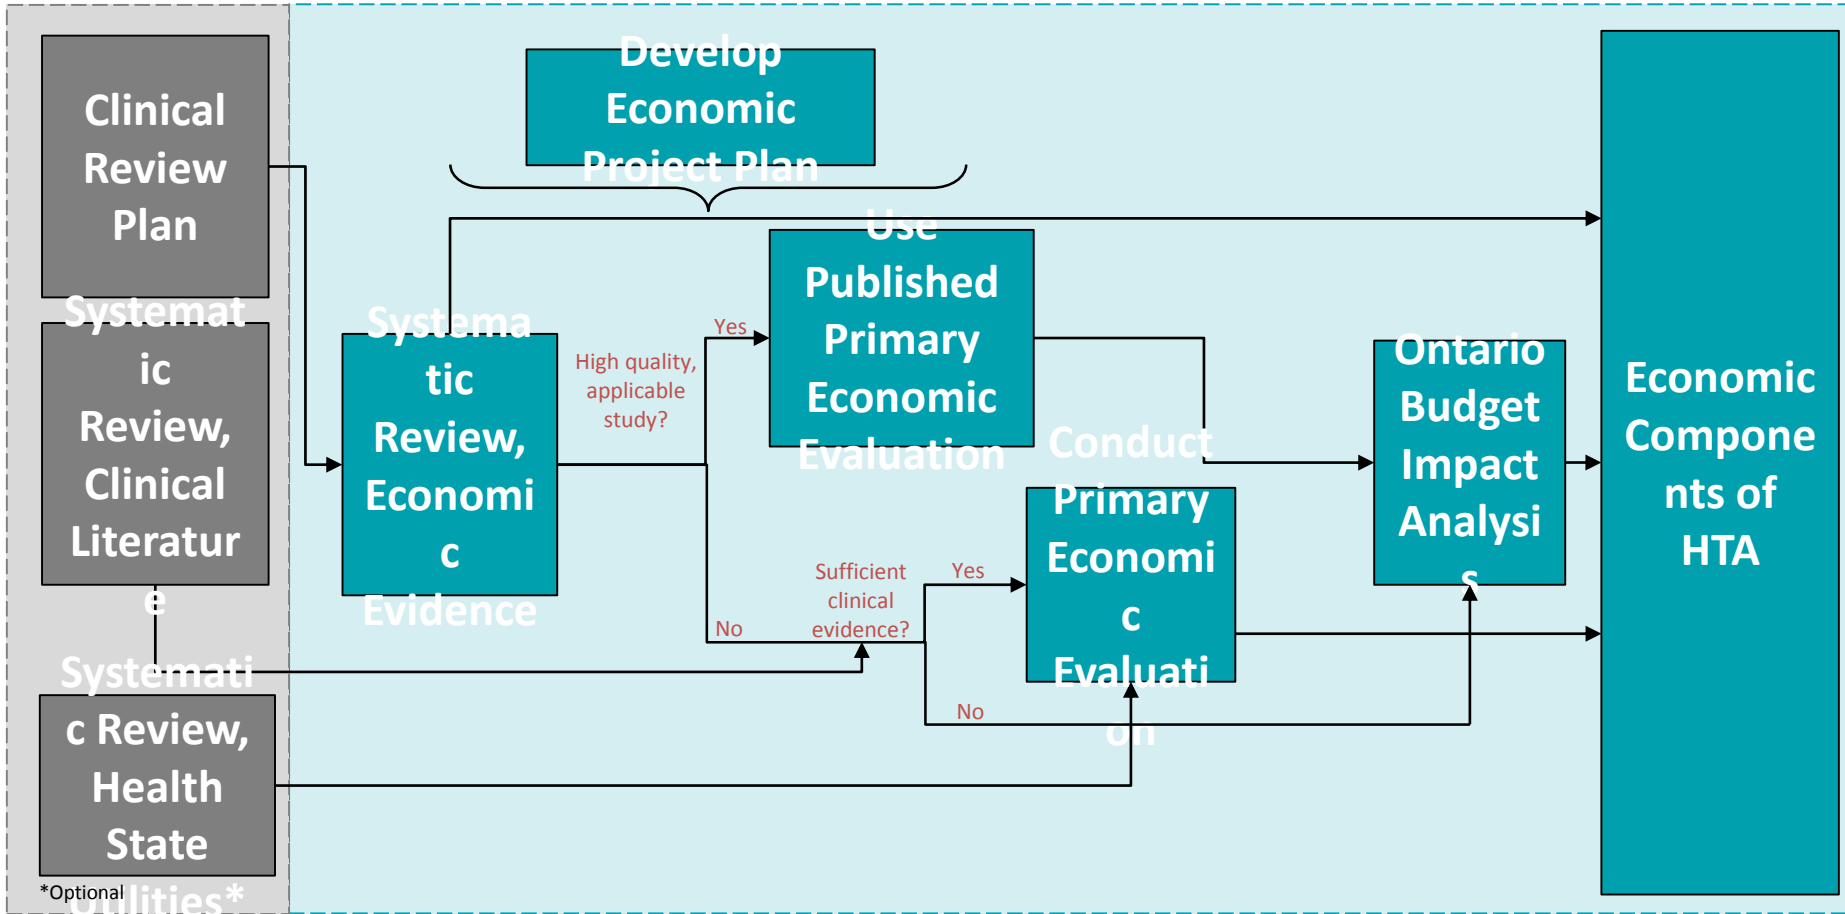 Clinical
Review
Plan
Systemat
ic
Review,
Clinical
Literatur
e
Systemati
c Review,
Health
State
Utilities*
*Optional
Develop
Economic
Project Plan
Systema
tic
Review,
Economi
c
Evidence
High quality,
applicable
study?
Yes
No
Use
Published
Primary
Economic
Evaluation
Sufficient
clinical
evidence?
Yes
No
Conduct
Primary
Economi
c
Evaluati
on
Ontario
Budget
Impact
Analysi
s
Economic
Compone
nts of
HTA